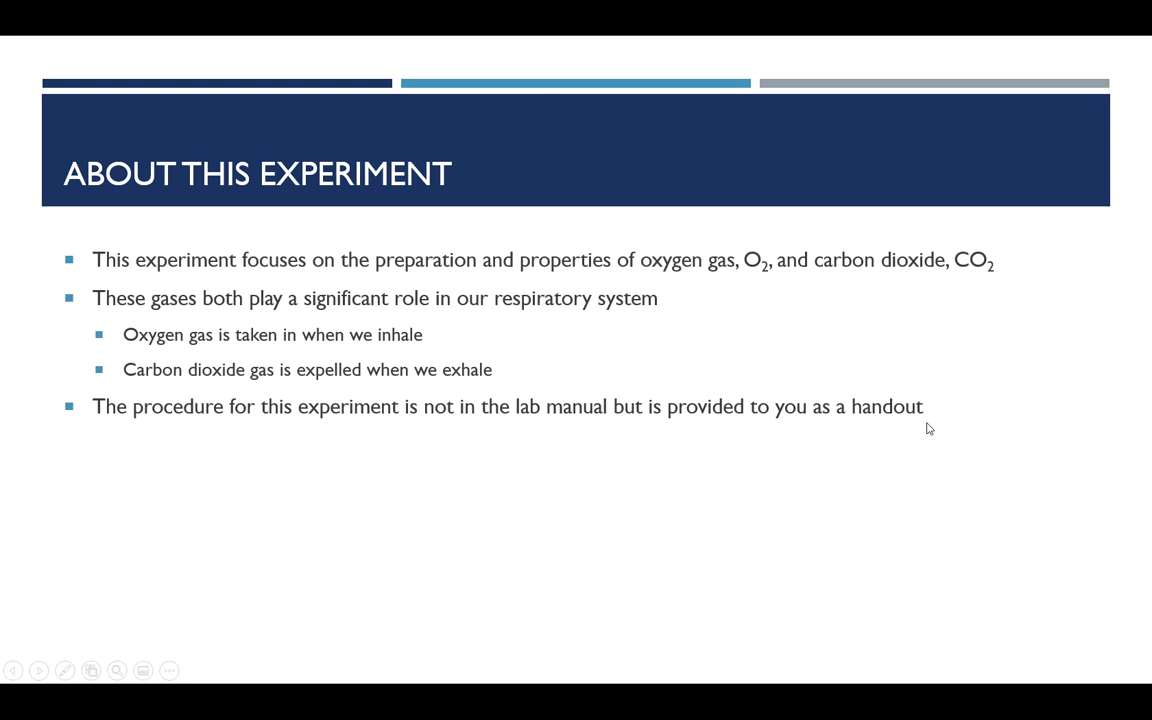 ABOUT THIS EXPERIMENT
This experiment focuses on the preparation and properties of oxygen gas, O₂, and carbon dioxide, CO₂
These gases both play a significant role in our respiratory system
Oxygen gas is taken in when we inhale
Carbon dioxide gas is expelled when we exhale
The procedure for this experiment is not in the lab manual but is provided to you as a handout